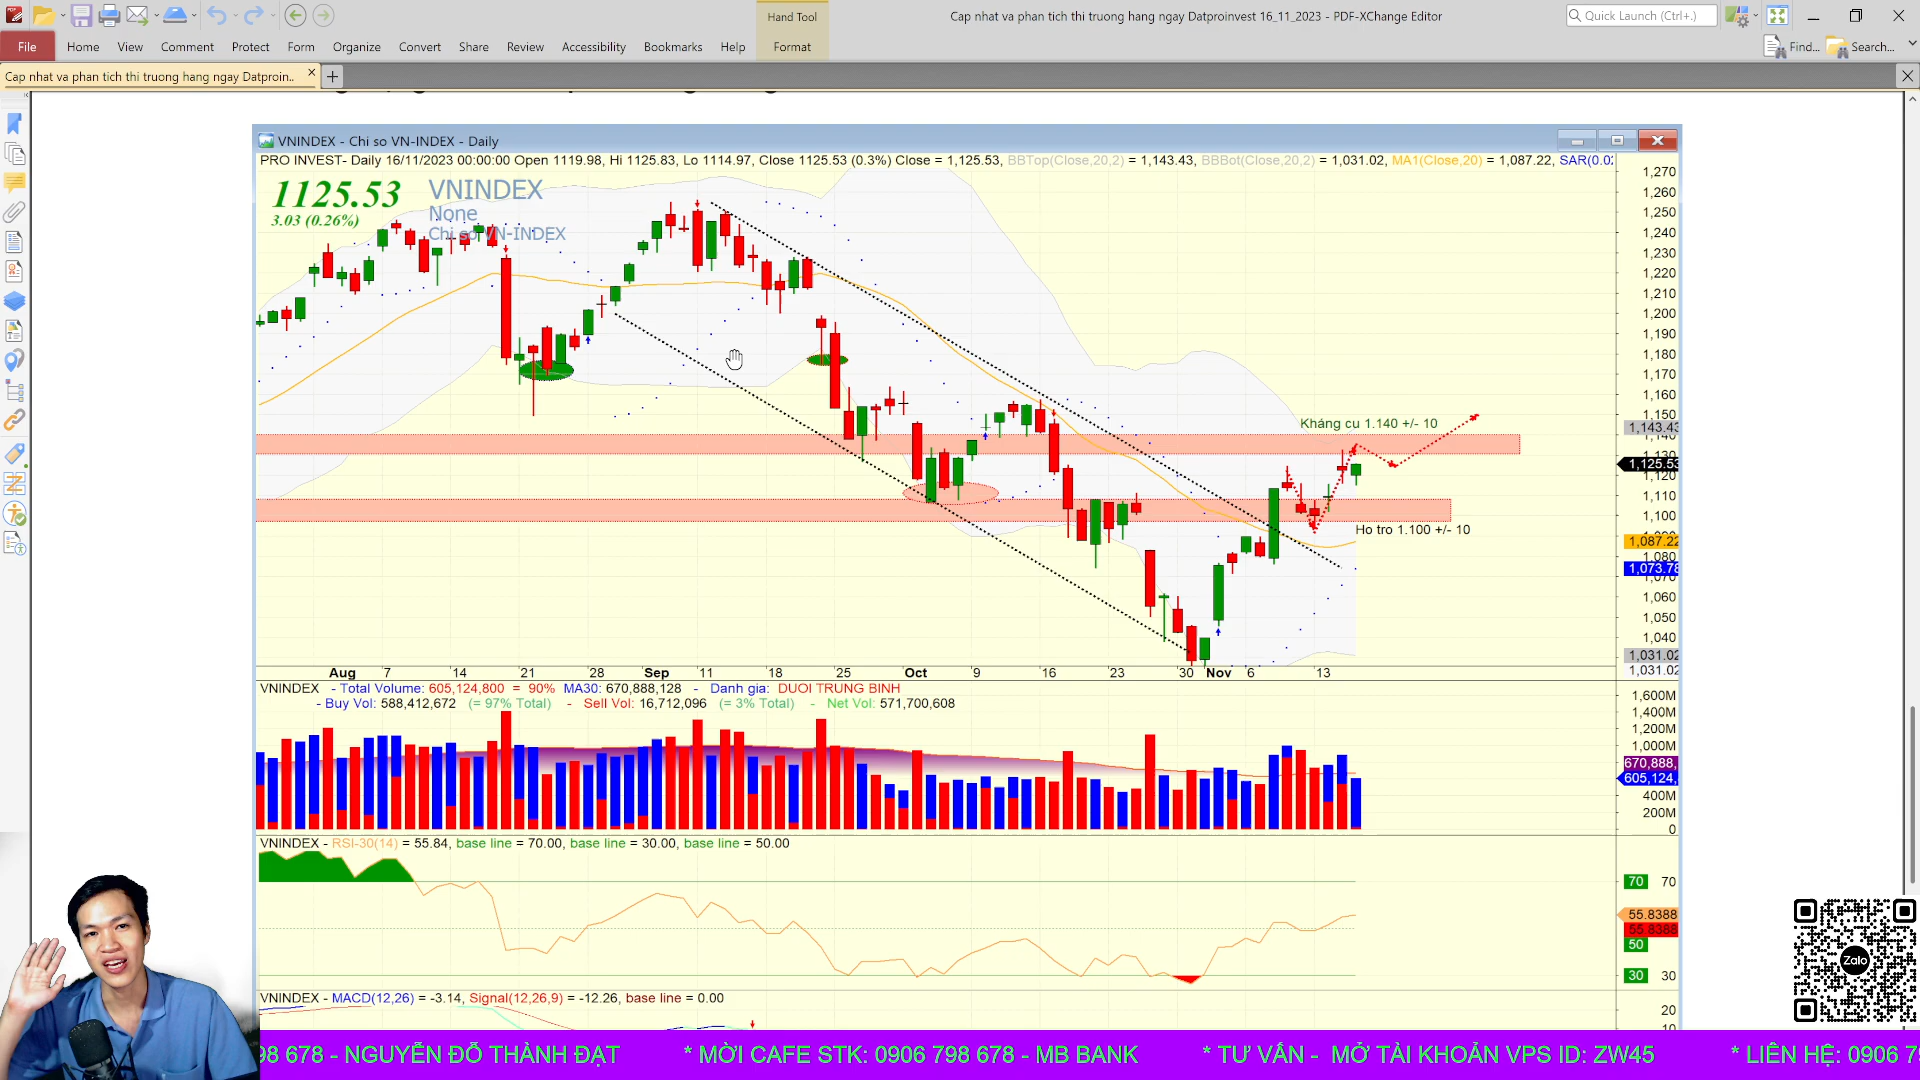 Hand Tool
Cap nhat va phan tich thi truong hang ngay Datproinvest 16_11_2023 - PDF-XChange Editor
Quick Launch (Ctrl+.)
File Home View Comment Protect Form Organize Convert Share Review Accessibility Bookmarks Help Format
Find... Search...
Cap nhat va phan tich thi truong hang ngay Datproin..
VNINDEX - Chi so VN-INDEX - Daily
PRO INVEST- Daily 16/11/2023 00:00:00 Open 1119.98, Hi 1125.83, Lo 1114.97, Close 1125.53 (0.3%) Close = 1,125.53, BBTop(Close,20,2) = 1,143.43, BBBot(Close,20,2) = 1,031.02, MA1(Close,20) = 1,087.22, SAR(0.02
1125.53
3.03 (0.26%)
VNINDEX
None
Chi so VN-INDEX
1,270
1,260
1,250
1,240
1,230
1,220
1,210
1,200
1,190
1,180
1,170
1,160
1,150
1,143.43
1,130
1,125.53
1,120
1,110
1,100
1,087.22
1,080
1,073.78
1,070
1,060
1,050
1,040
1,031.02
1,031.02
Kháng cu 1.140 +/- 10
Ho tro 1.100 +/- 10
Aug 7 14 21 28 Sep 11 18 25 Oct 9 16 23 30 Nov 6 13
VNINDEX - Total Volume: 605,124,800 = 90% MA30: 670,888,128 - Danh gia: DUOI TRUNG BINH
- Buy Vol: 588,412,672 (= 97% Total) - Sell Vol: 16,712,096 (= 3% Total) - Net Vol: 571,700,608
1,600M
1,400M
1,200M
1,000M
670,888,
605,124,
400M
200M
0
VNINDEX - RSI-30(14) = 55.84, base line = 70.00, base line = 30.00, base line = 50.00
70 70
55.8388
55.8388
50
30 30
VNINDEX - MACD(12,26) = -3.14, Signal(12,26,9) = -12.26, base line = 0.00
20
10
Zalo
98 678 - NGUYỄN ĐỖ THÀNH ĐẠT * MỜI CAFE STK: 0906 798 678 - MB BANK * TƯ VẤN - MỞ TÀI KHOẢN VPS ID: ZW45 * LIÊN HỆ: 0906 79